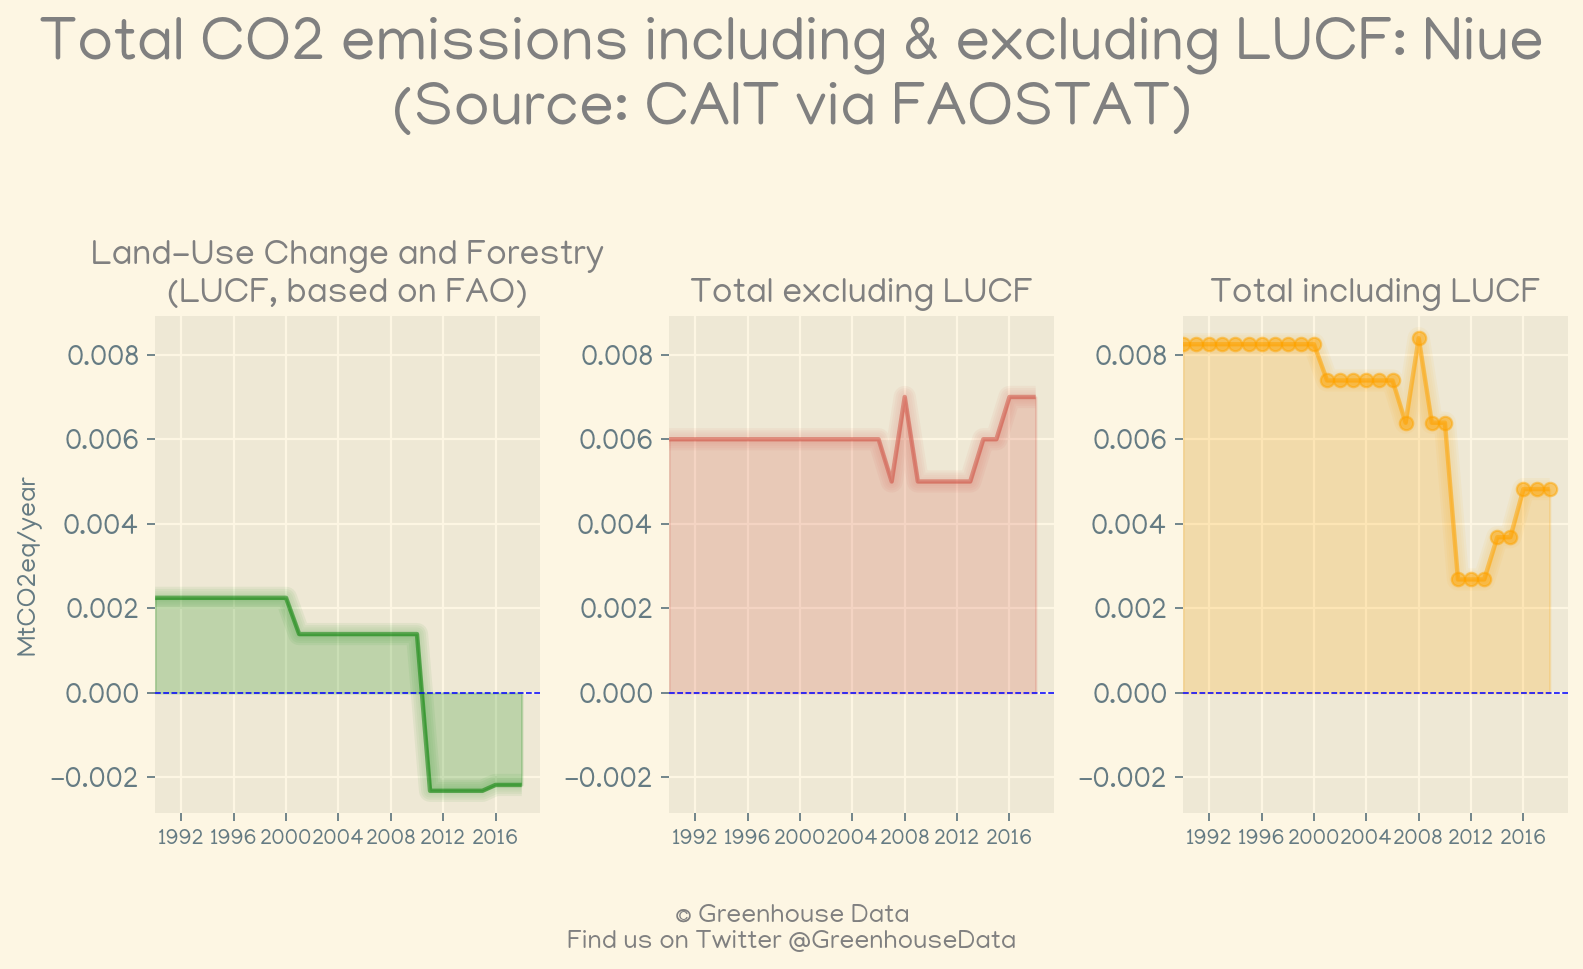 Total CO2 emissions including & excluding LUCF: Niue
(Source: CAIT via FAOSTAT)
Land-Use Change and Forestry
(LUCF, based on FAO)
Total excluding LUCF
Total including LUCF
MtCO2eq/year
0.008
0.006
0.004
0.002
0.000
-0.002
1992 1996 2000 2004 2008 2012 2016
0.008
0.006
0.004
0.002
0.000
-0.002
1992 1996 2000 2004 2008 2012 2016
0.008
0.006
0.004
0.002
0.000
-0.002
1992 1996 2000 2004 2008 2012 2016
© Greenhouse Data
Find us on Twitter @GreenhouseData